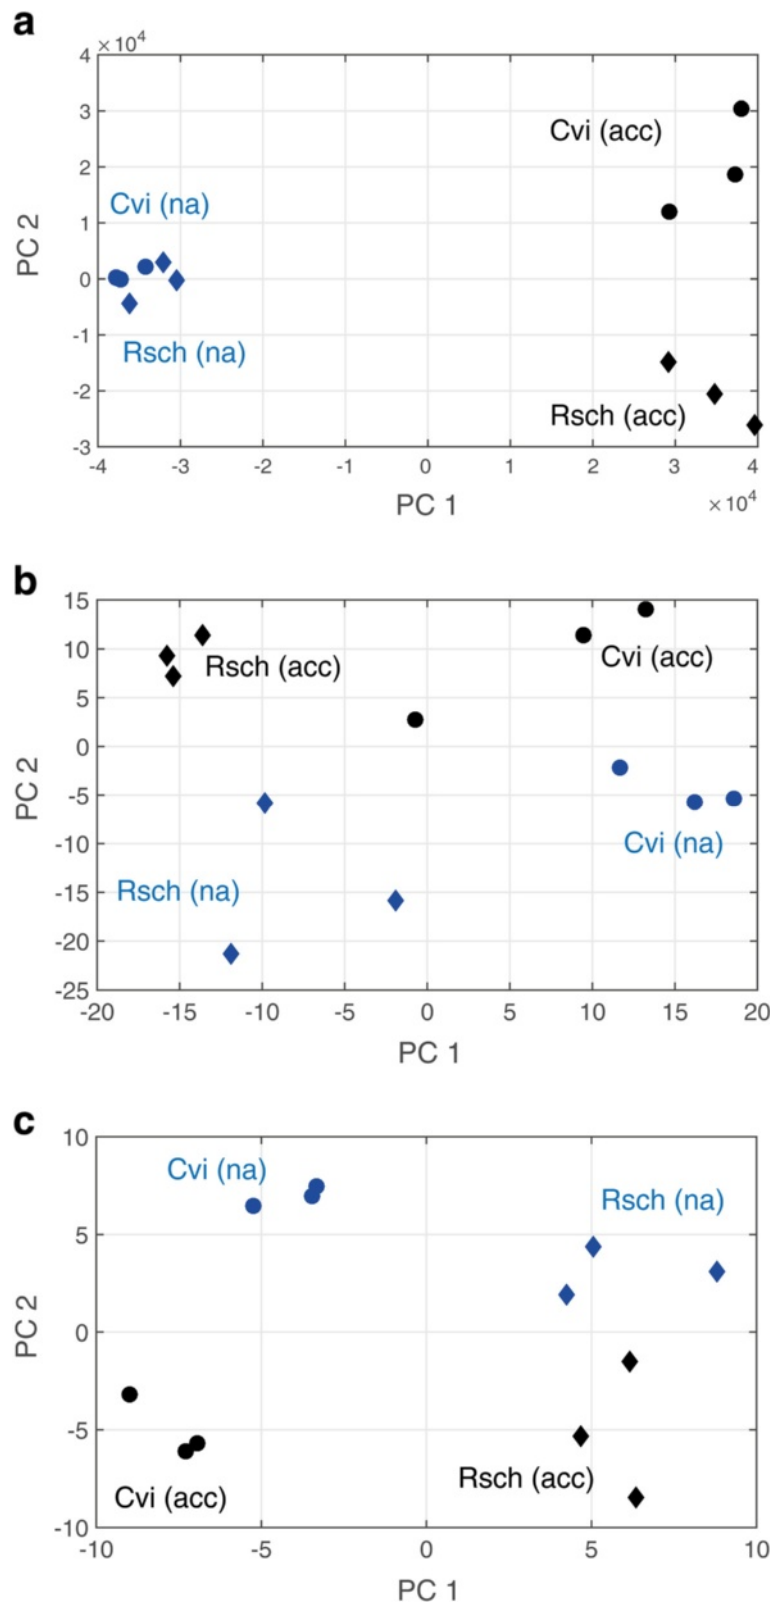 a
×10⁴
4
3
2
1
0
-1
-2
-3
PC 2
Cvi (acc)
Cvi (na)
Rsch (na)
Rsch (acc)
-4 -3 -2 -1 0 1 2 3 4
PC 1
×10⁴
b
15
10
5
0
-5
-10
-15
-20
-25
PC 2
Rsch (acc)
Cvi (acc)
Cvi (na)
Rsch (na)
-20 -15 -10 -5 0 5 10 15 20
PC 1
c
10
5
0
-5
-10
PC 2
Cvi (na)
Rsch (na)
Rsch (acc)
Cvi (acc)
-10 -5 0 5 10
PC 1